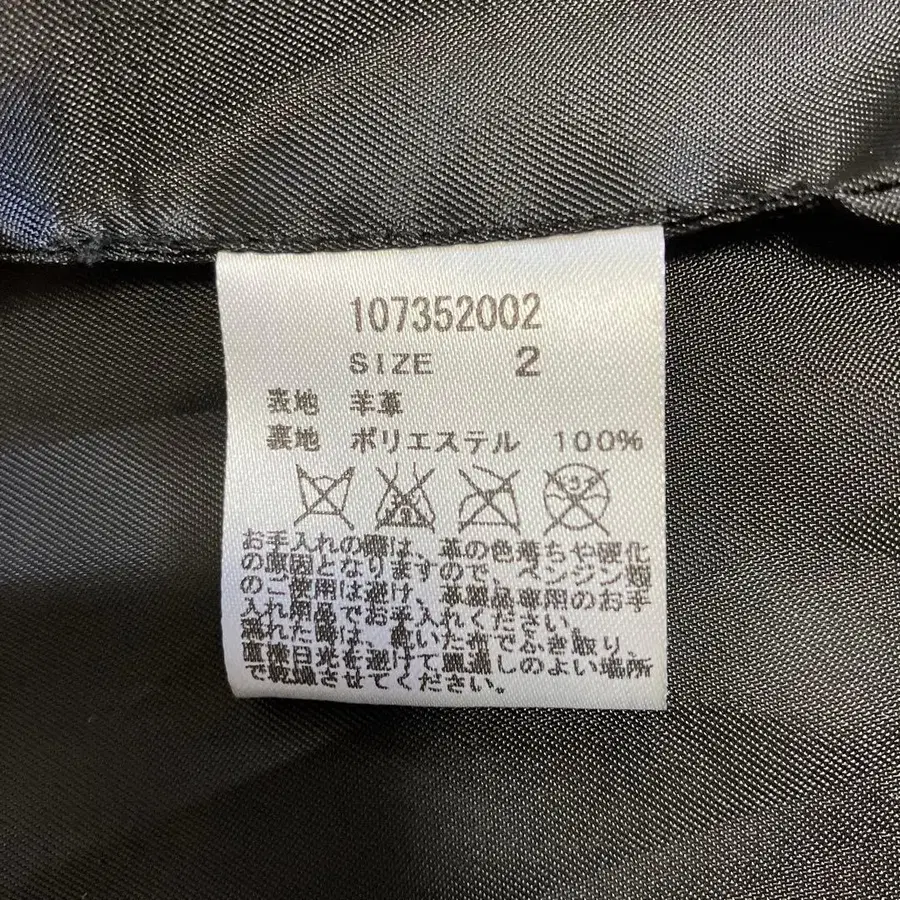 107352002
SIZE 2
表地 羊革
裏地 ポリエステル 100%
お手入れの際は、革の色落ちや硬化
の原因となりますので、ベンジン・
のご使用は避け、革専用のお手
入れ用品でお手入れください。
濡れた時は、乾いた布でふき取り、
直接日光を避けて風通しのよい場所
で乾燥させてください。